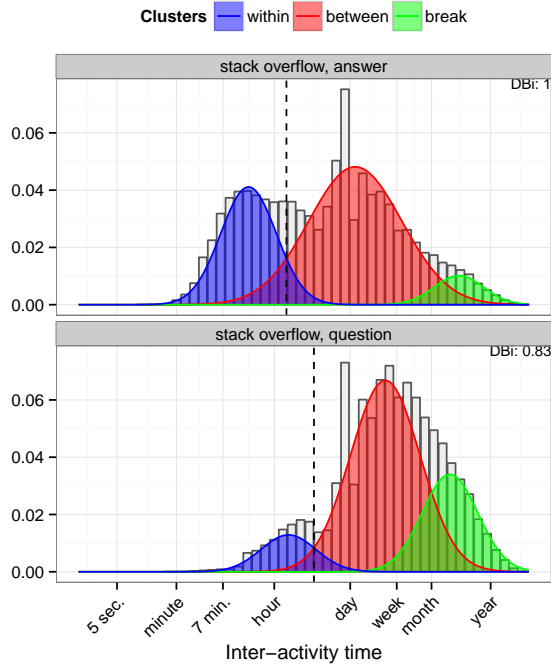 Clusters within between break
stack overflow, answer
DBi: 1
0.06
0.04
0.02
0.00
stack overflow, question
DBi: 0.83
0.06
0.04
0.02
0.00
5 sec. minute 7 min. hour day week month year
Inter−activity time